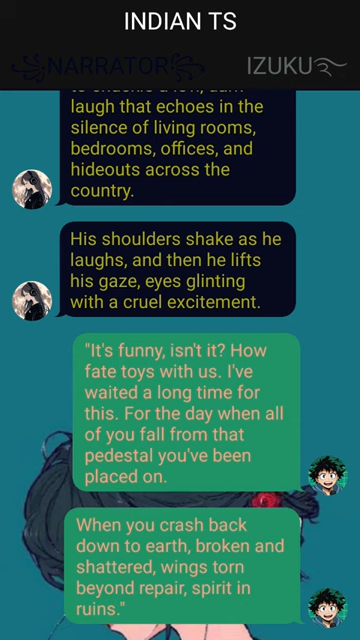 INDIAN TS
NARRATOR IZUKU
laugh that echoes in the
silence of living rooms,
bedrooms, offices, and
hideouts across the
country.
His shoulders shake as he
laughs, and then he lifts
his gaze, eyes glinting
with a cruel excitement.
"It's funny, isn't it? How
fate toys with us. I've
waited a long time for
this. For the day when all
of you fall from that
pedestal you've been
placed on.
When you crash back
down to earth, broken and
shattered, wings torn
beyond repair, spirit in
ruins."